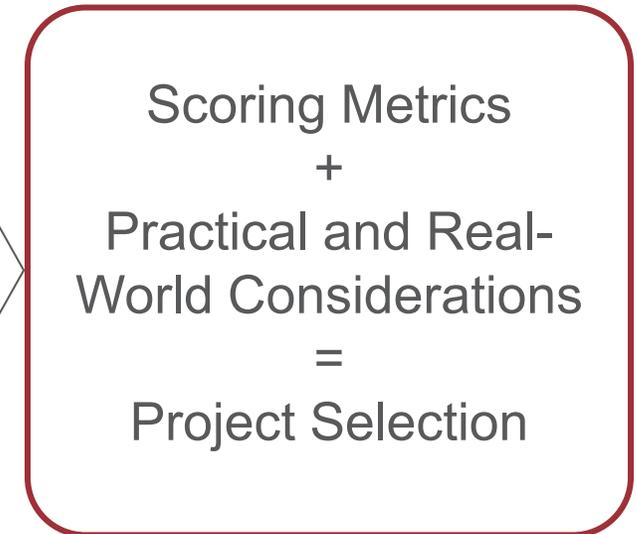 Scoring Metrics
+
Practical and Real-
World Considerations
=
Project Selection